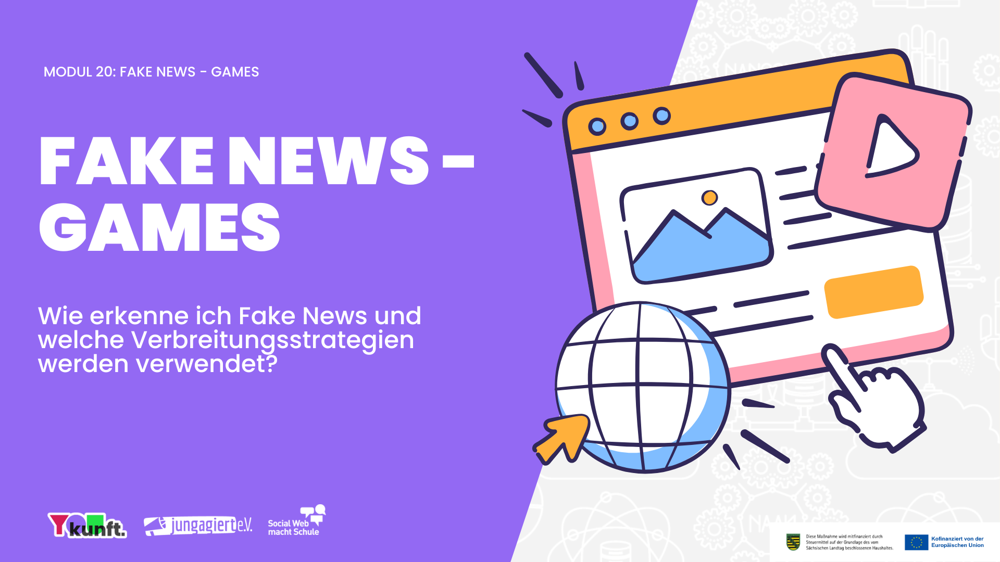 MODUL 20: FAKE NEWS - GAMES
FAKE NEWS -
GAMES
Wie erkenne ich Fake News und
welche Verbreitungsstrategien
werden verwendet?
YOU
kunft.
jungagiert e.V.
Social Web
macht Schule
Diese Maßnahme wird mitfinanziert durch
Steuermittel auf der Grundlage des vom
Sächsischen Landtag beschlossenen Haushaltes.
Kofinanziert von der
Europäischen Union